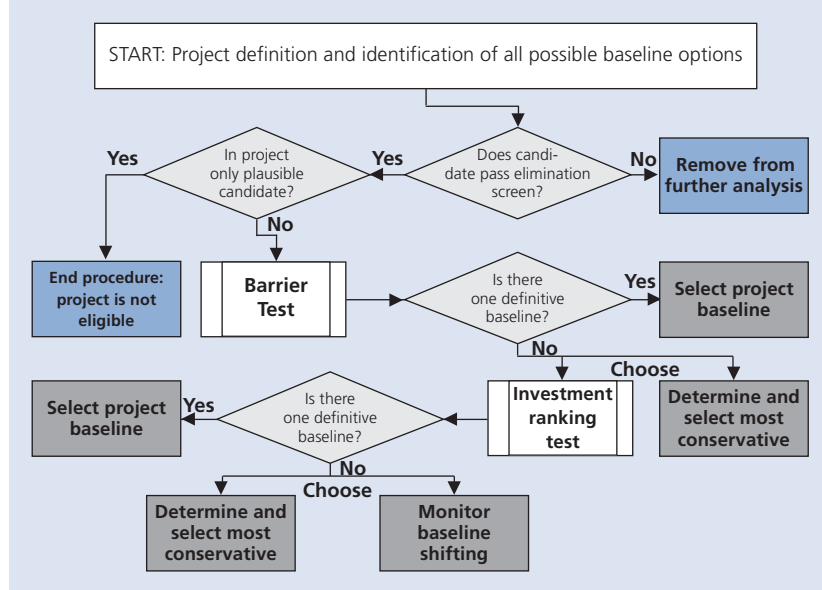 START: Project definition and identification of all possible baseline options
In project
only plausible
candidate?
Yes
Yes
Does candi-
date pass elimination
screen?
No
Remove from
further analysis
No
End procedure:
project is not
eligible
Barrier
Test
Is there
one definitive
baseline?
Yes
Select project
baseline
No
Choose
Select project
baseline
Yes
Is there
one definitive
baseline?
Investment
ranking
test
Determine and
select most
conservative
No
Choose
Determine and
select most
conservative
Monitor
baseline
shifting